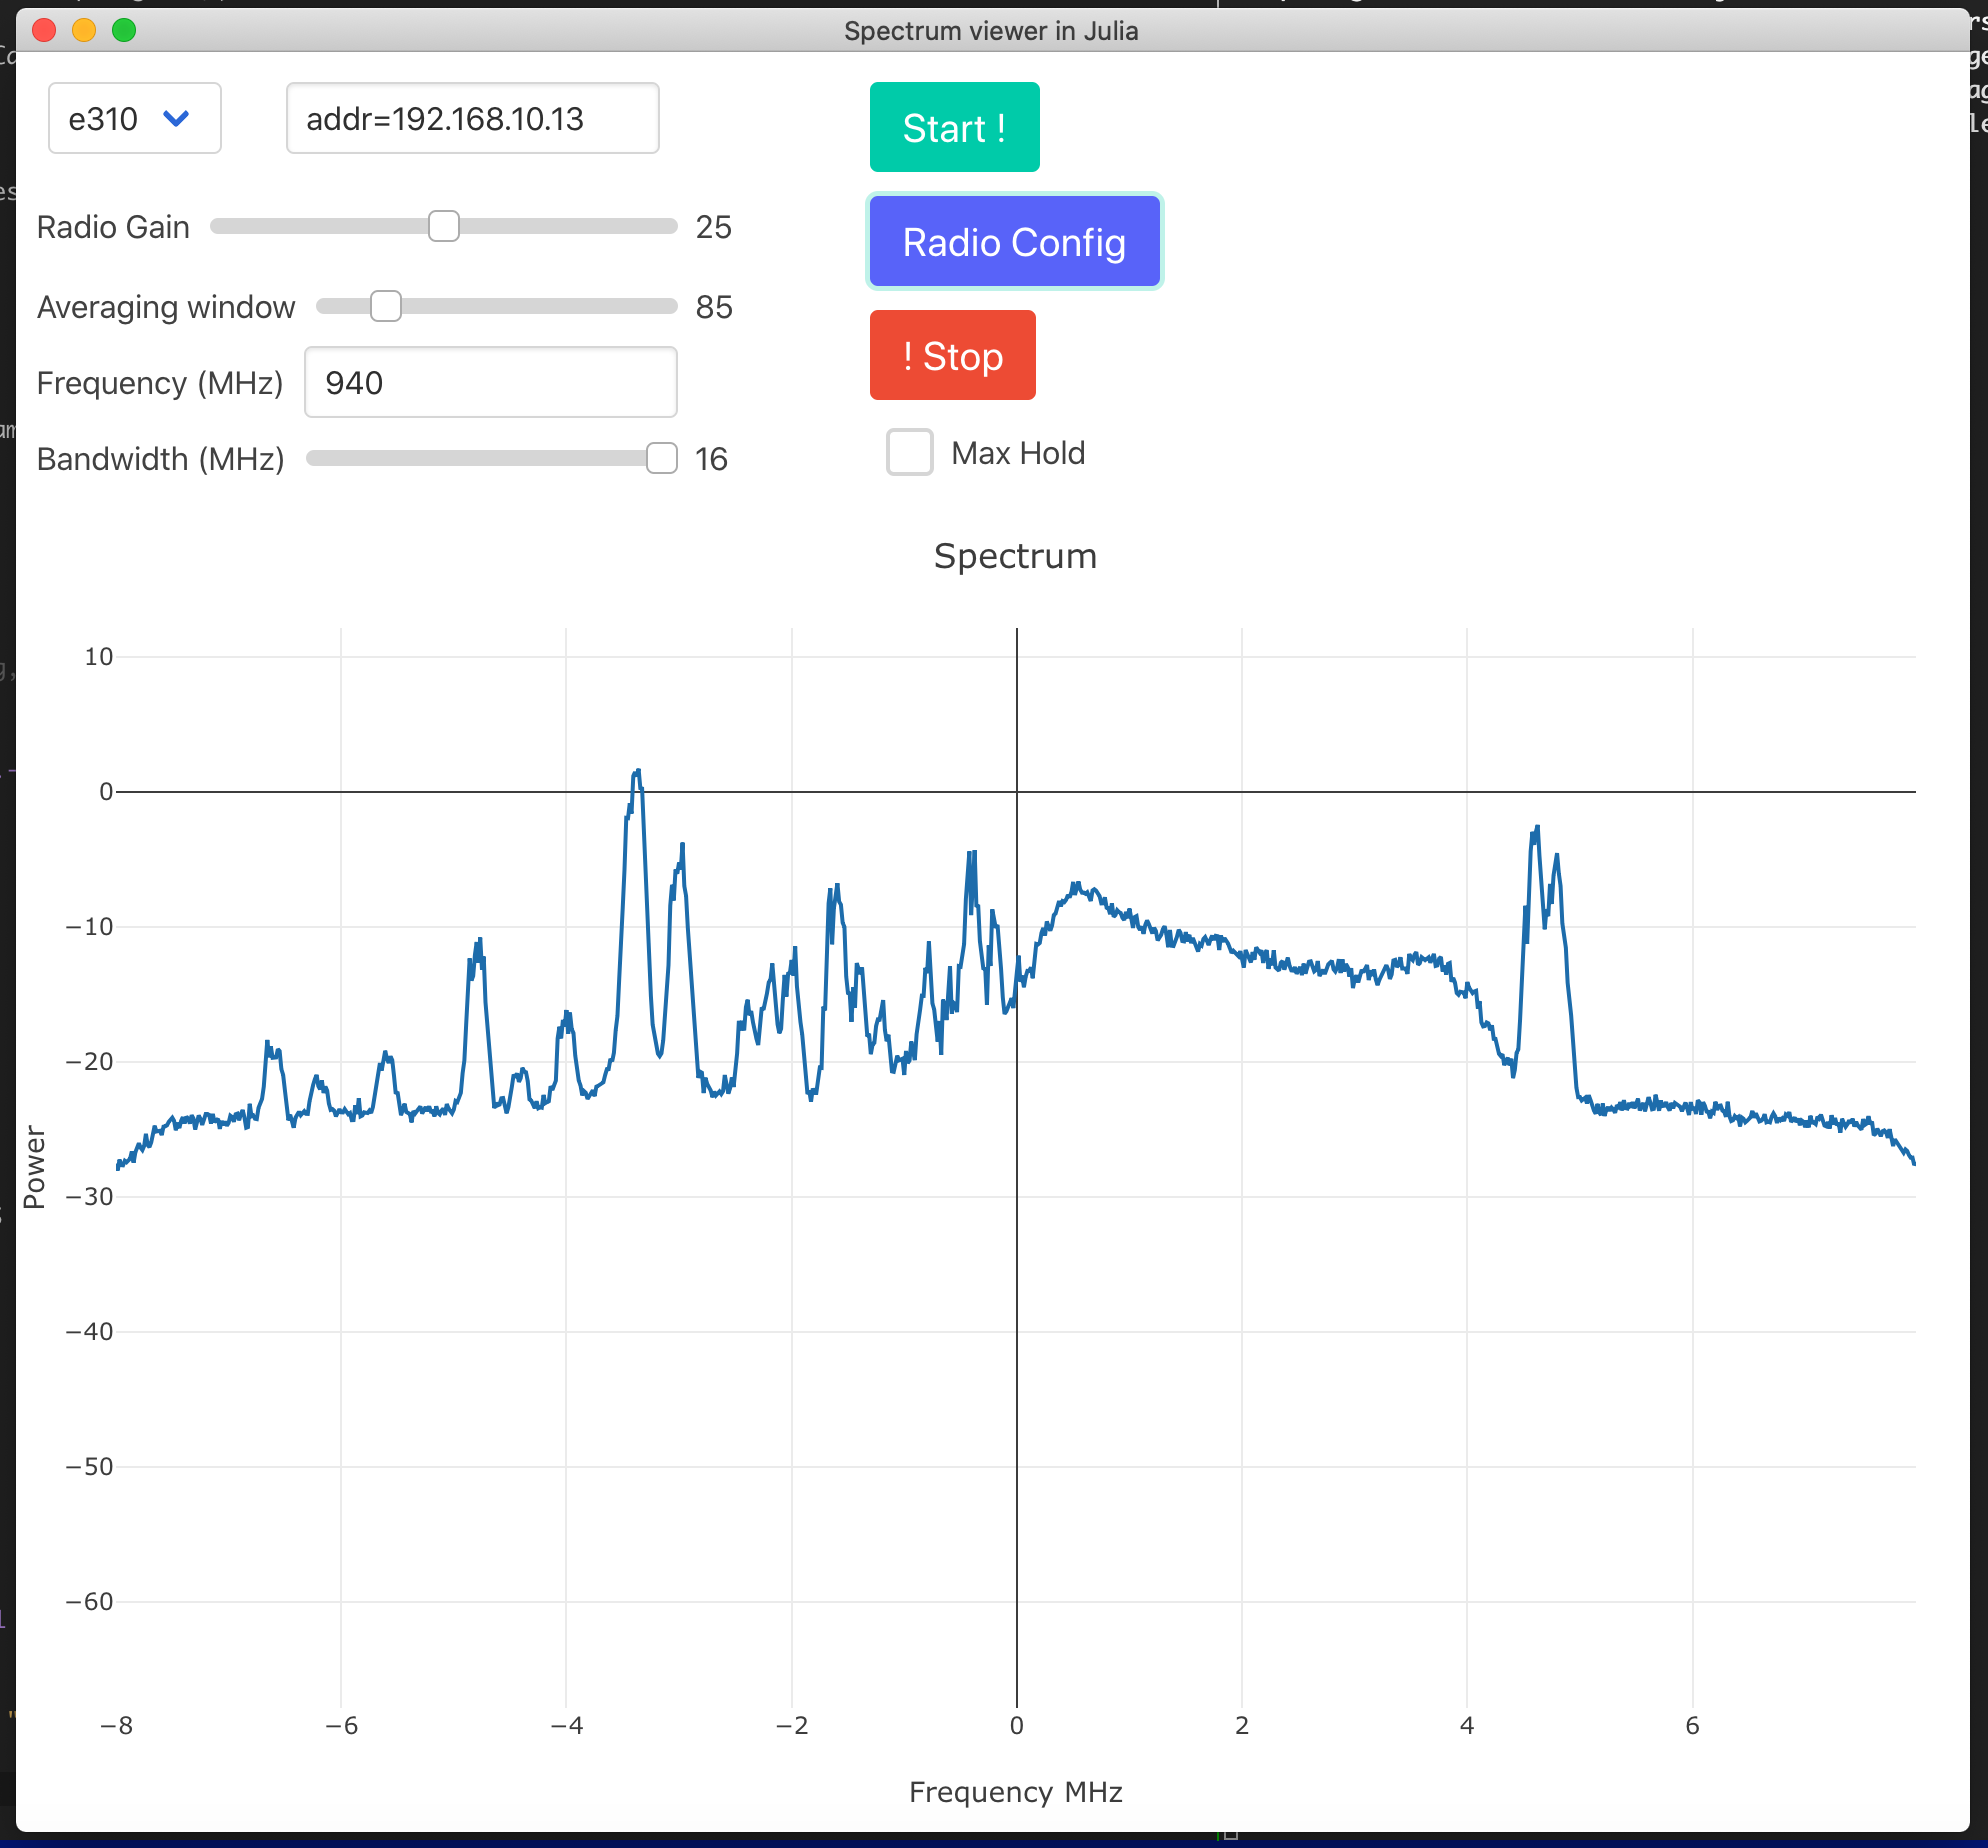 Spectrum viewer in Julia
e310
addr=192.168.10.13
Start !
Radio Gain 25
Radio Config
Averaging window 85
! Stop
Frequency (MHz) 940
Max Hold
Bandwidth (MHz) 16
Spectrum
10
0
−10
−20
−30
−40
−50
−60
Power
−8 −6 −4 −2 0 2 4 6
Frequency MHz